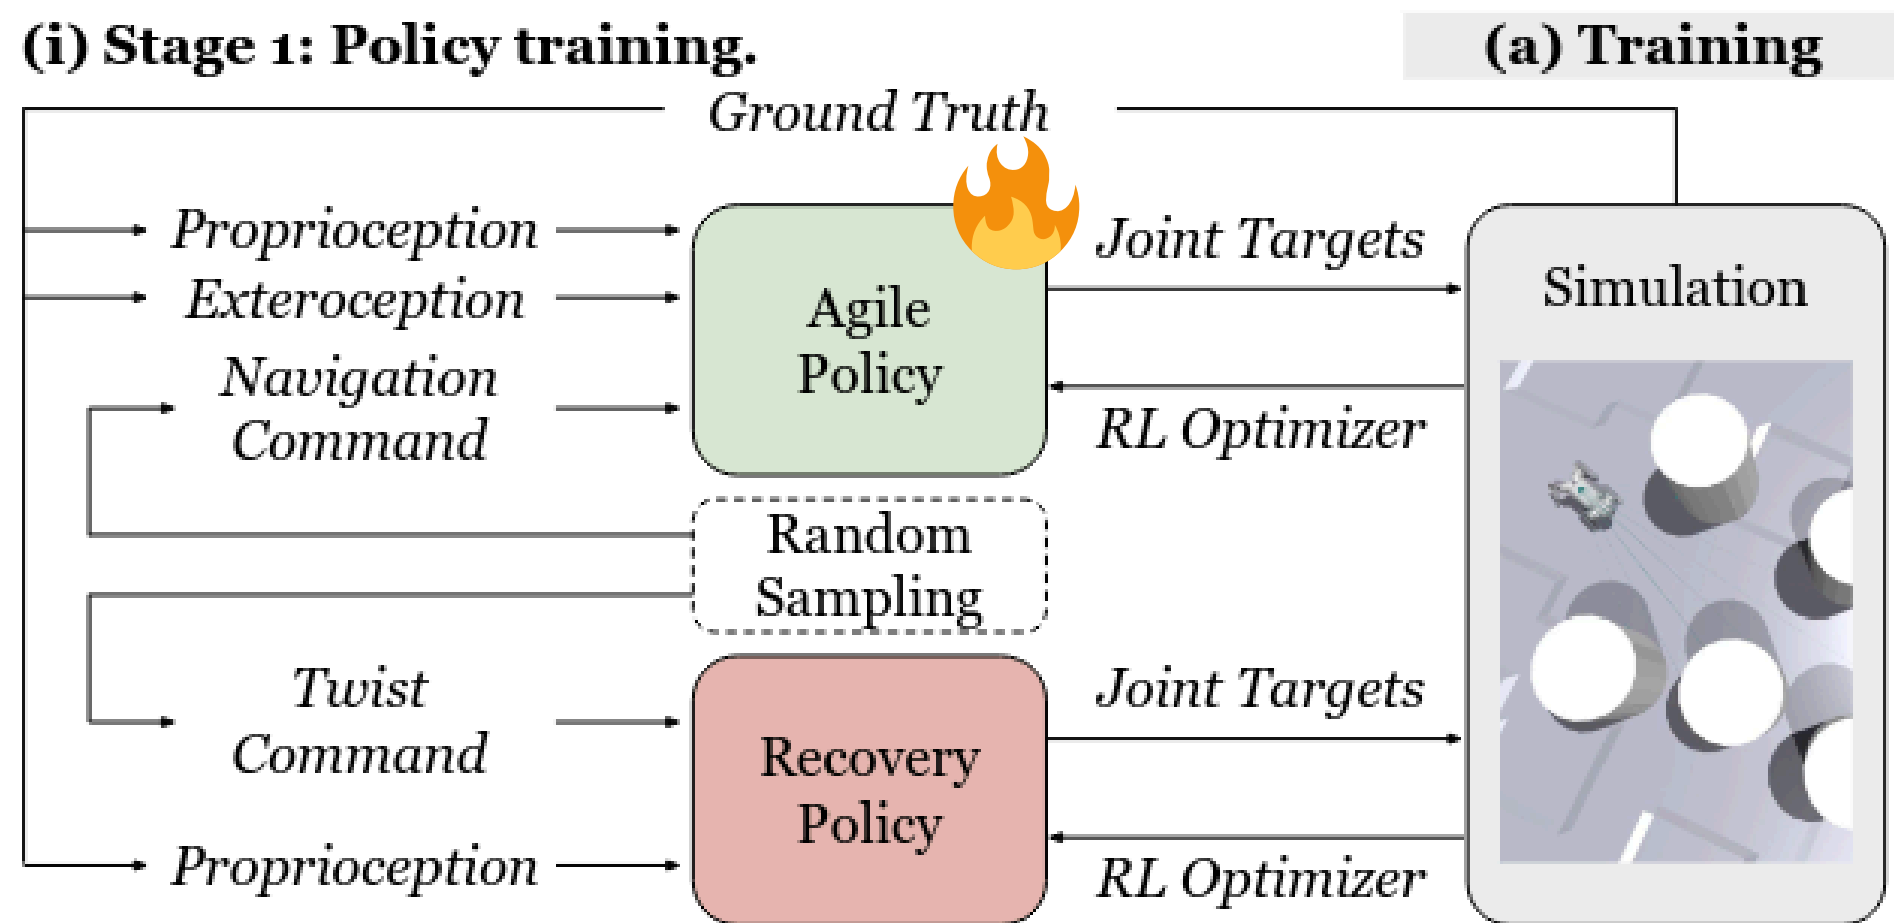 (i) Stage 1: Policy training.
(a) Training
Ground Truth
Proprioception
Exteroception
Navigation
Command
Agile
Policy
Joint Targets
RL Optimizer
Simulation
Random
Sampling
Twist
Command
Proprioception
Recovery
Policy
Joint Targets
RL Optimizer